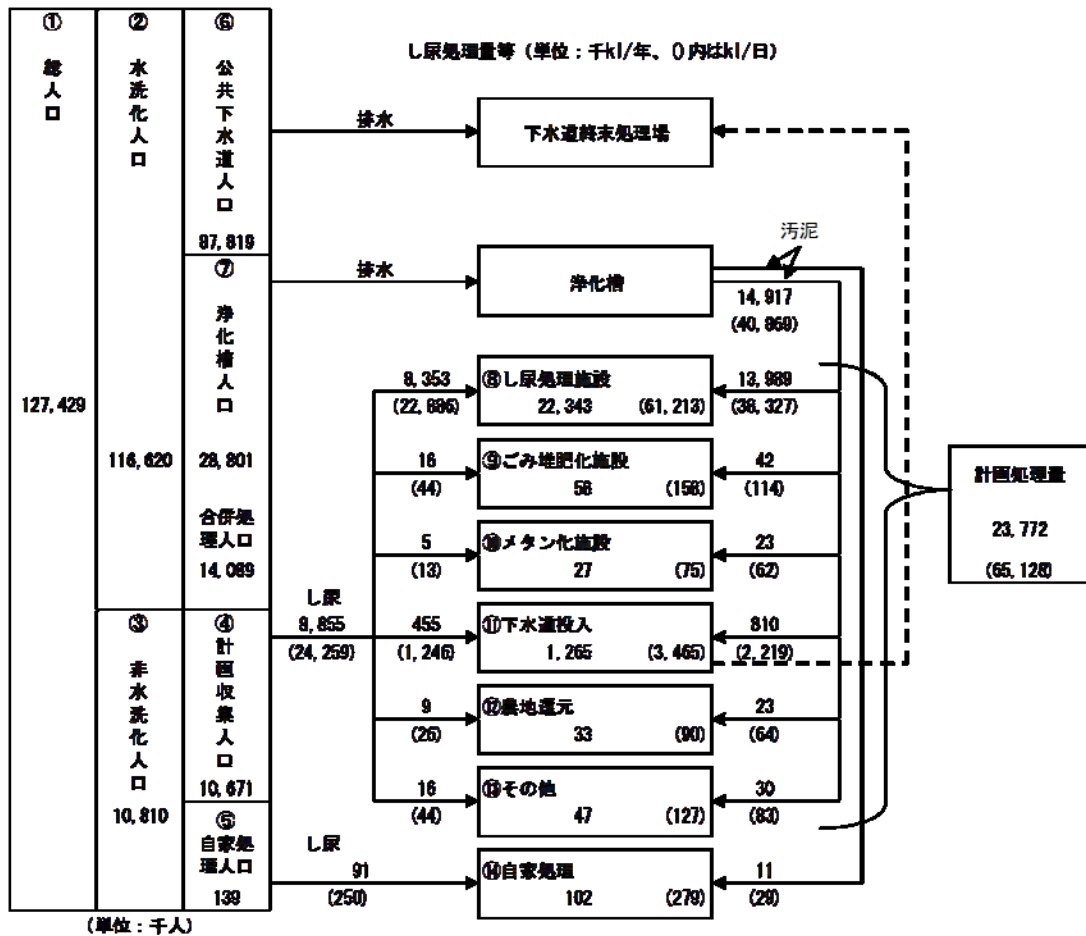 し尿処理量等（単位：千kl/年、()内はkl/日）
①
総人口
127,429
②
水洗化人口
116,620
③
非水洗化人口
10,810
⑥
公共下水道人口
87,819
⑦
浄化槽人口
28,801
合併処
理人口
14,089
④
計画収集人口
10,671
⑤
自家処
理人口
139
(単位：千人)
排水
下水道終末処理場
排水
浄化槽
汚泥
14,917
(40,869)
し尿
8,855
(24,259)
8,353
(22,886)
⑧し尿処理施設
22,343 (61,213)
13,989
(38,327)
16
(44)
⑨ごみ堆肥化施設
58 (158)
42
(114)
5
(13)
⑩メタン化施設
27 (75)
23
(62)
455
(1,246)
⑪下水道投入
1,265 (3,465)
810
(2,219)
9
(26)
⑫農地還元
33 (90)
23
(64)
16
(44)
⑬その他
47 (127)
30
(83)
し尿
91
(250)
⑭自家処理
102 (279)
11
(29)
計画処理量
23,772
(65,128)